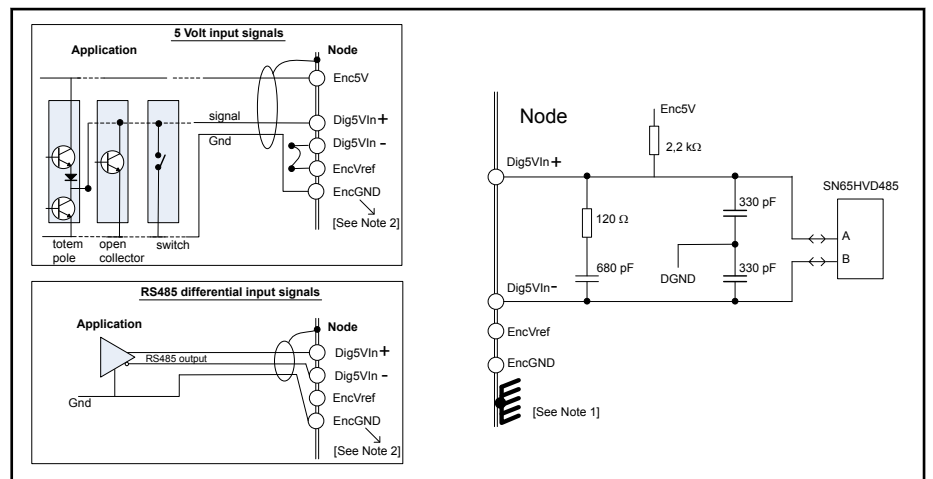 5 Volt input signals
Application
Node
Enc5V
signal
Dig5VIn+
Gnd
Dig5VIn -
EncVref
EncGND
[See Note 2]
totem pole
open collector
switch
RS485 differential input signals
Application
Node
Dig5VIn+
RS485 output
Dig5VIn -
EncVref
Gnd
EncGND
[See Note 2]
Node
Enc5V
2,2 kΩ
Dig5VIn+
SN65HVD485
330 pF
120 Ω
A
B
680 pF
DGND
330 pF
Dig5VIn-
EncVref
EncGND
[See Note 1]